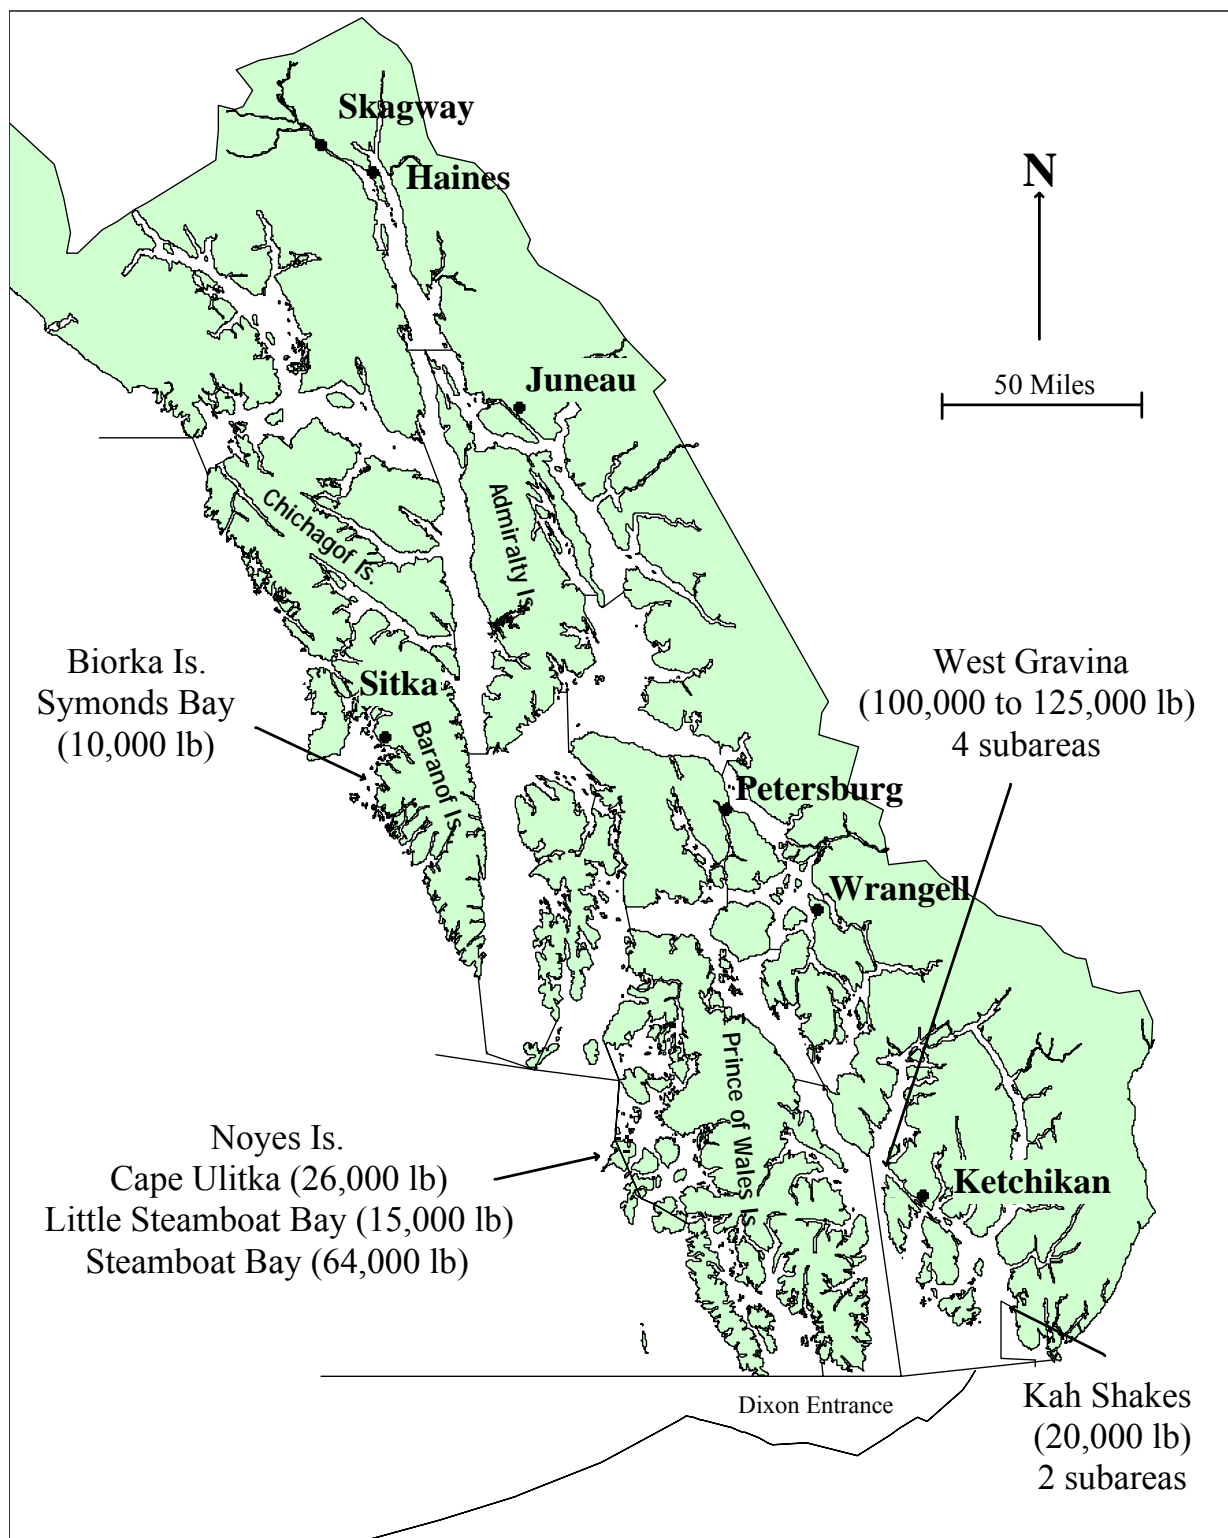 Skagway
Haines
N
50 Miles
Juneau
Chichagof Is.
Admiralty Is.
Biorka Is.
Symonds Bay
(10,000 lb)
Sitka
Baranof Is.
West Gravina
(100,000 to 125,000 lb)
4 subareas
Petersburg
Wrangell
Prince of Wales Is.
Noyes Is.
Cape Ulitka (26,000 lb)
Little Steamboat Bay (15,000 lb)
Steamboat Bay (64,000 lb)
Ketchikan
Dixon Entrance
Kah Shakes
(20,000 lb)
2 subareas